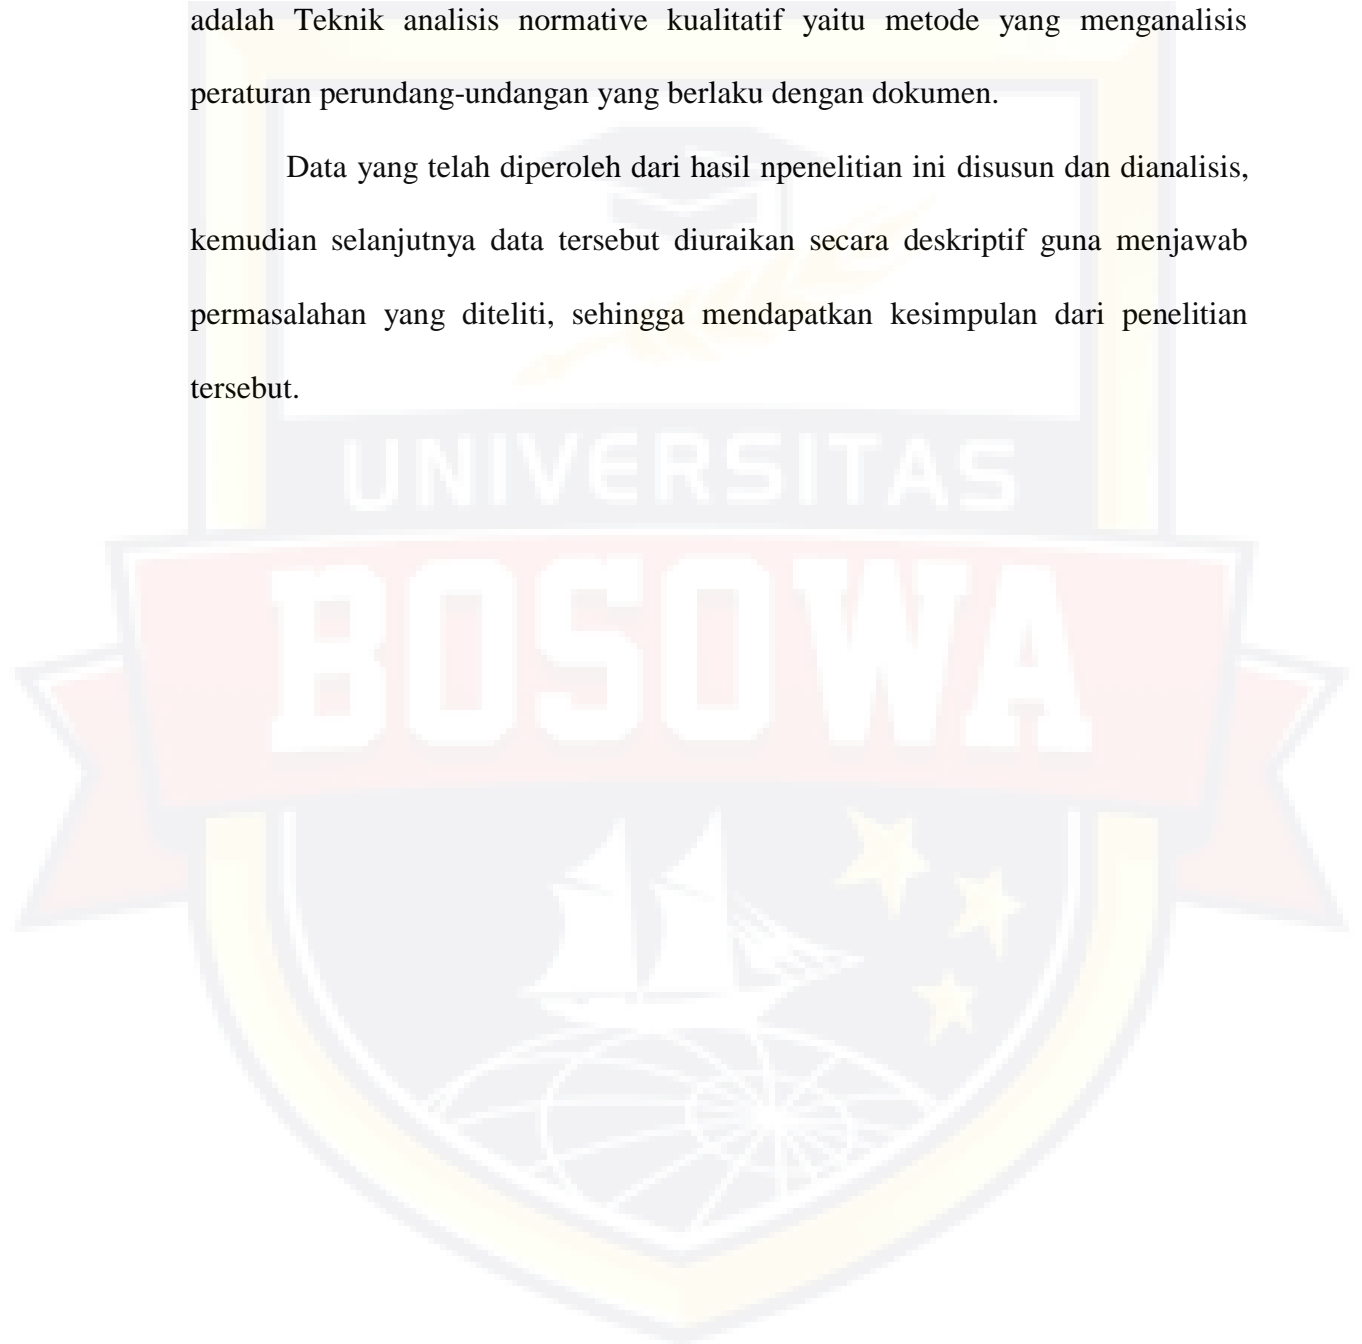 adalah Teknik analisis normative kualitatif yaitu metode yang menganalisis
peraturan perundang-undangan yang berlaku dengan dokumen.
Data yang telah diperoleh dari hasil npenelitian ini disusun dan dianalisis,
kemudian selanjutnya data tersebut diuraikan secara deskriptif guna menjawab
permasalahan yang diteliti, sehingga mendapatkan kesimpulan dari penelitian
tersebut.
UNIVERSITAS
BOSOWA